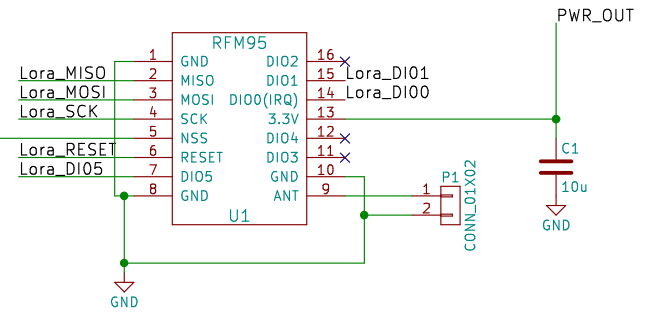 PWR_OUT
RFM95
1 GND DIO2 16
Lora_MISO 2 MISO DIO1 15 Lora_DIO1
Lora_MOSI 3 MOSI DIO0(IRQ) 14 Lora_DIO0
Lora_SCK 4 SCK 3.3V 13
5 NSS DIO4 12
Lora_RESET 6 RESET DIO3 11
Lora_DIO5 7 DIO5 GND 10
8 GND ANT 9
U1
P1
1
2
CONN_01X02
C1
10u
GND
GND